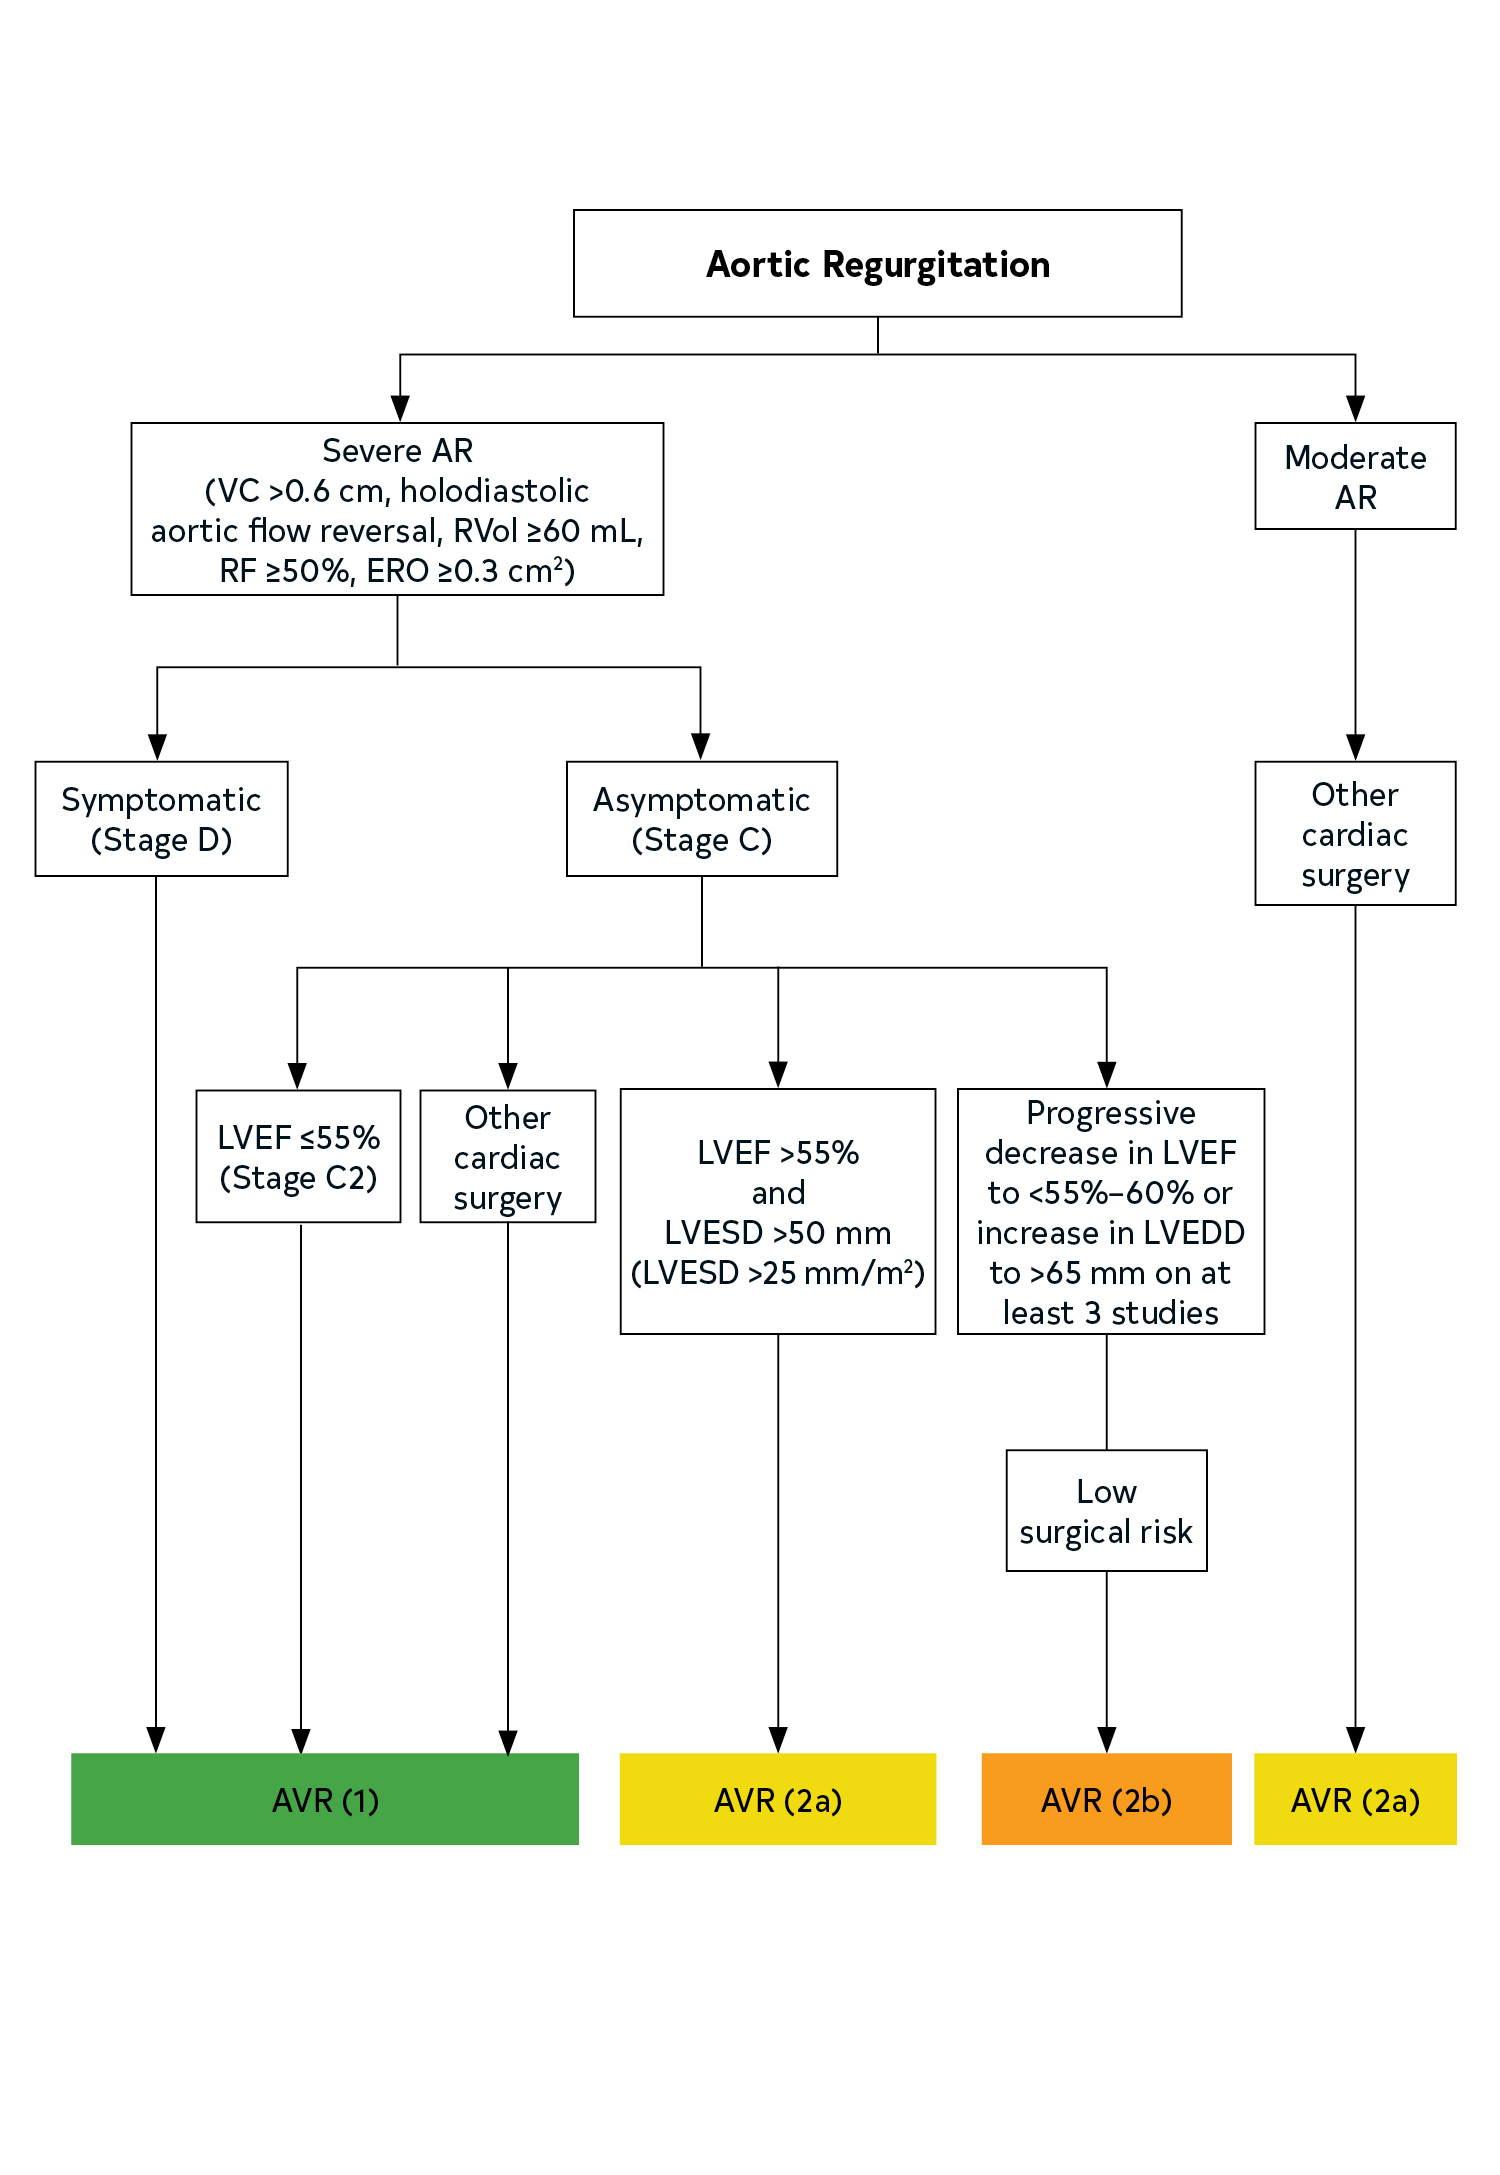 Aortic Regurgitation
Severe AR
(VC >0.6 cm, holodiastolic
aortic flow reversal, RVol ≥60 mL,
RF ≥50%, ERO ≥0.3 cm²)
Moderate
AR
Symptomatic
(Stage D)
Asymptomatic
(Stage C)
Other
cardiac
surgery
LVEF ≤55%
(Stage C2)
Other
cardiac
surgery
LVEF >55%
and
LVESD >50 mm
(LVESD >25 mm/m²)
Progressive
decrease in LVEF
to <55%–60% or
increase in LVEDD
to >65 mm on at
least 3 studies
Low
surgical risk
AVR (1)
AVR (2a)
AVR (2b)
AVR (2a)